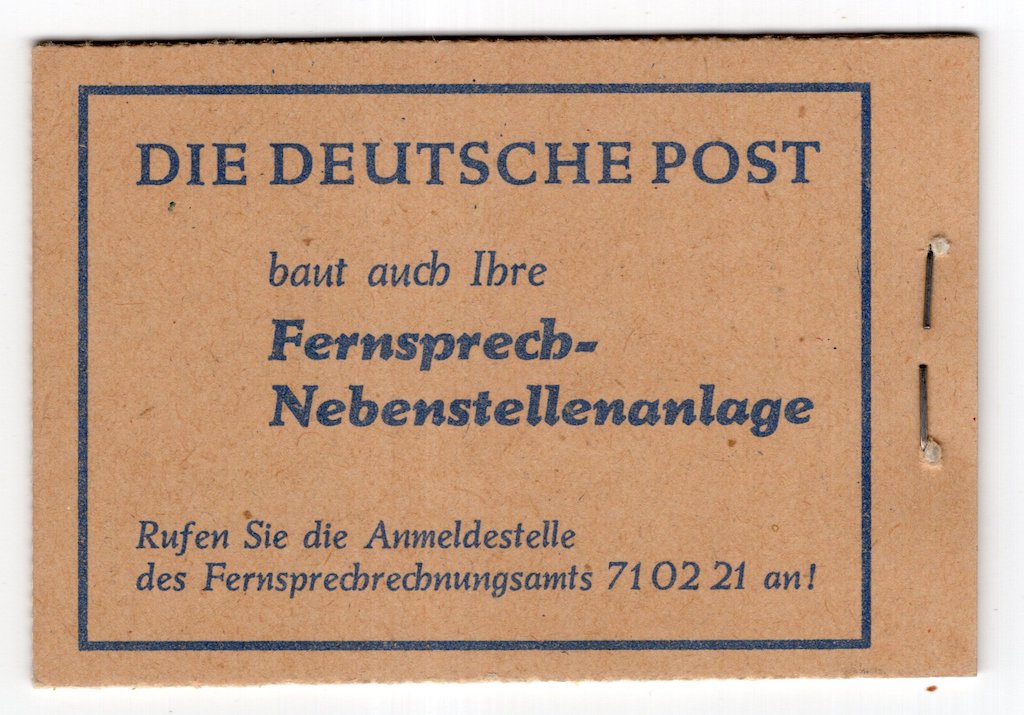 DIE DEUTSCHE POST
baut auch Ihre
Fernsprech-
Nebenstellenanlage
Rufen Sie die Anmeldestelle
des Fernsprechrechnungsamts 71 02 21 an!